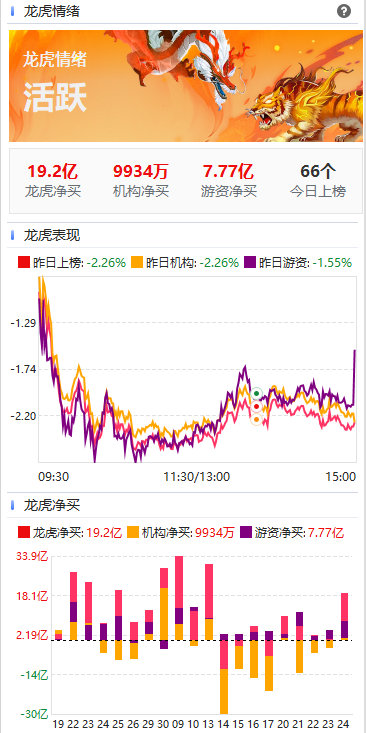 龙虎情绪 ?
龙虎情绪
活跃
19.2亿 9934万 7.77亿 66个
龙虎净买 机构净买 游资净买 今日上榜
龙虎表现
昨日上榜: -2.26% 昨日机构: -2.26% 昨日游资: -1.55%
-1.29
-1.74
-2.20
09:30 11:30/13:00 15:00
龙虎净买
龙虎净买: 19.2亿 机构净买: 9934万 游资净买: 7.77亿
33.9亿
18.1亿
2.19亿
-14亿
-30亿
19 22 23 24 25 26 29 30 09 10 13 14 15 16 17 20 21 22 23 24